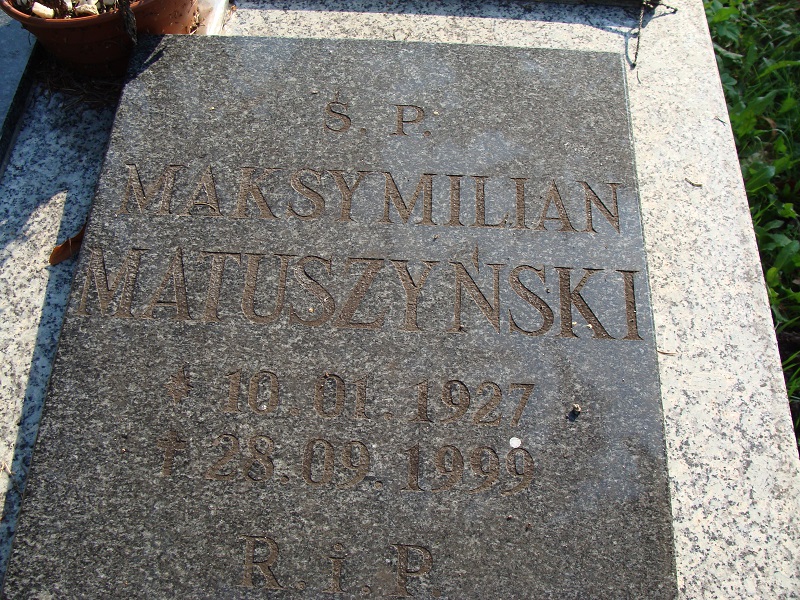 Ś. P.
MAKSYMILIAN
MATUSZYŃSKI
* 10.01.1927
† 28.09.1999
R.i.P.